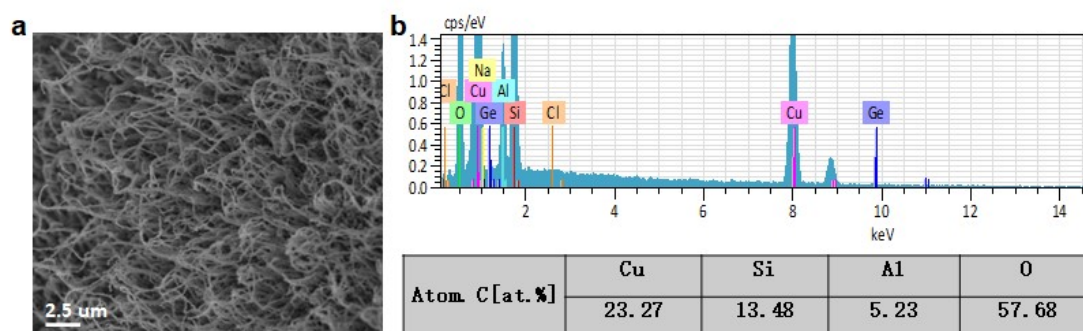 a
2.5 um
b
cps/eV
1.4
1.2
1.0
0.8
0.6
0.4
0.2
0.0
Na
Cl Cu Al
O Ge Si Cl Cu Ge
2 4 6 8 10 12 14
keV
Atom. C[at.%] Cu Si Al O
23.27 13.48 5.23 57.68